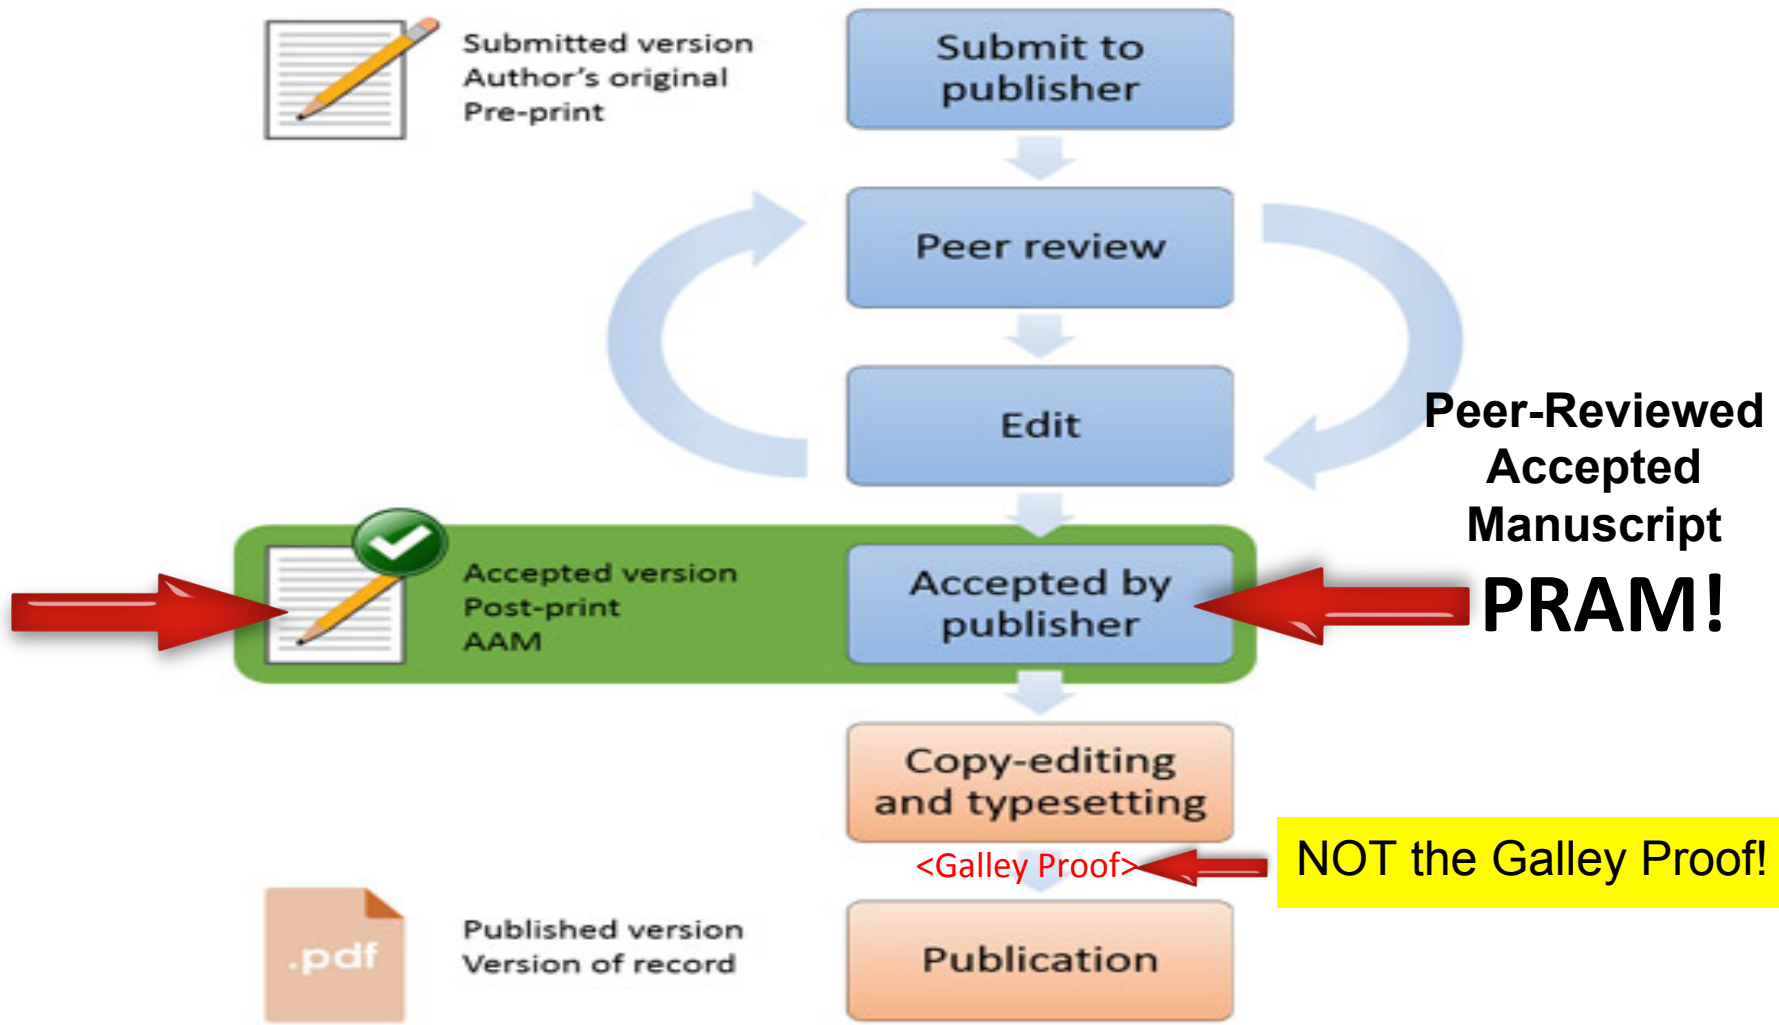 Submitted version
Author's original
Pre-print
Submit to
publisher
Peer review
Edit
Peer-Reviewed
Accepted
Manuscript
PRAM!
Accepted version
Post-print
AAM
Accepted by
publisher
Copy-editing
and typesetting
<Galley Proof>
NOT the Galley Proof!
.pdf
Published version
Version of record
Publication